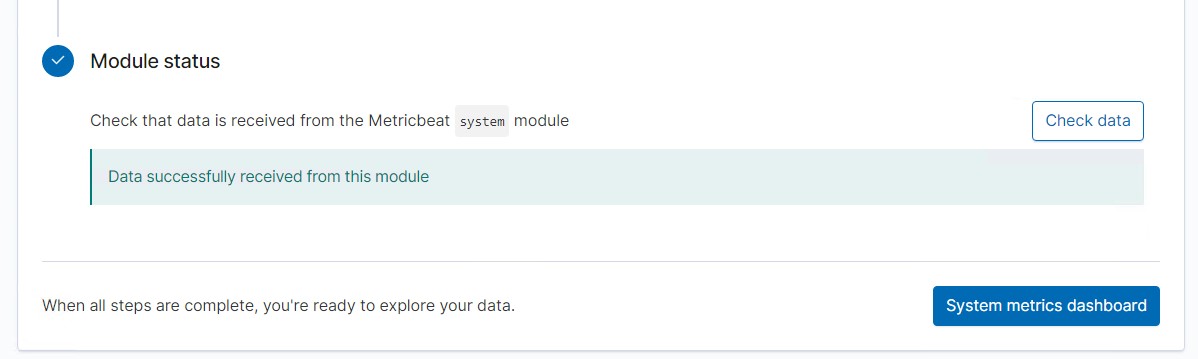 Module status
Check that data is received from the Metricbeat system module
Check data
Data successfully received from this module
When all steps are complete, you're ready to explore your data.
System metrics dashboard